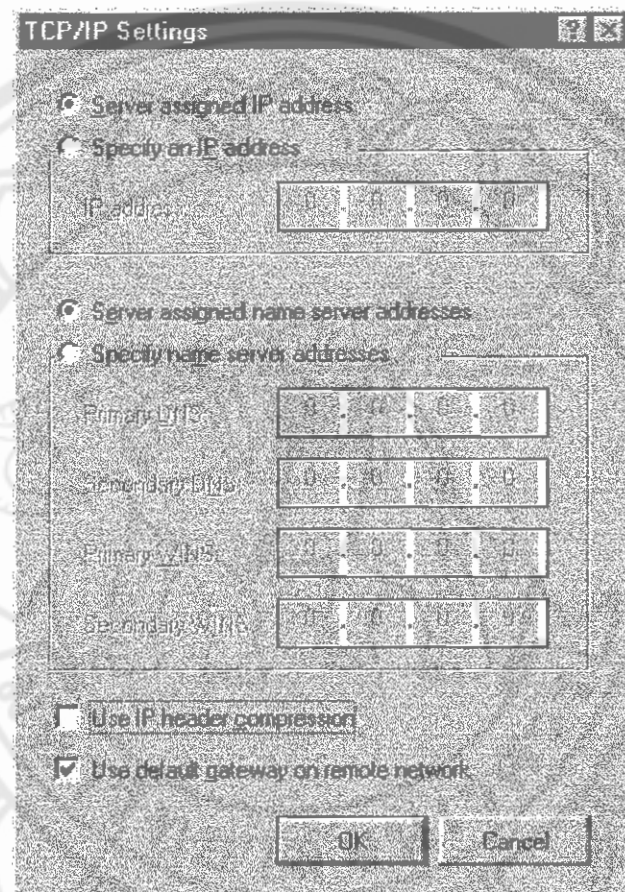 TCP/IP Settings
Server assigned IP address
Specify an IP address
IP address:
0 . 0 . 0 . 0
Server assigned name server addresses
Specify name server addresses
Primary DNS:
0 . 0 . 0 . 0
Secondary DNS:
0 . 0 . 0 . 0
Primary WINS:
0 . 0 . 0 . 0
Secondary WINS:
0 . 0 . 0 . 0
Use IP header compression
Use default gateway on remote network
OK Cancel